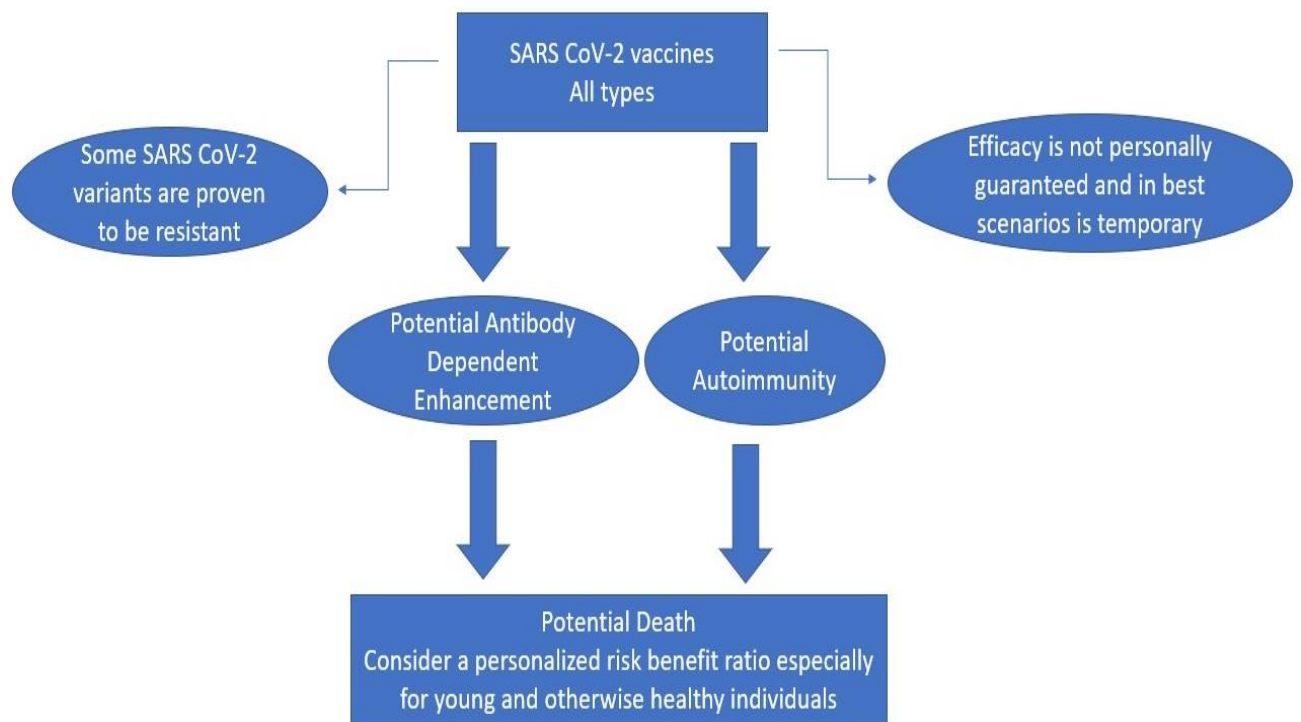 SARS CoV-2 vaccines
All types
Some SARS CoV-2
variants are proven
to be resistant
Efficacy is not personally
guaranteed and in best
scenarios is temporary
Potential Antibody
Dependent
Enhancement
Potential
Autoimmunity
Potential Death
Consider a personalized risk benefit ratio especially
for young and otherwise healthy individuals